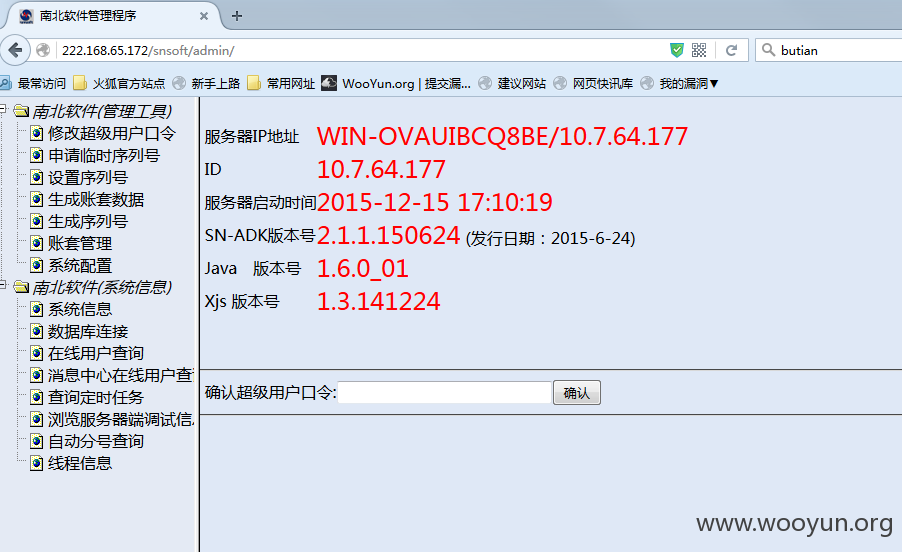 南北软件管理程序
222.168.65.172/snsoft/admin/
butian
最常访问 火狐官方站点 新手上路 常用网址 WooYun.org | 提交漏... 建议网站 网页快讯库 我的漏洞▼
南北软件(管理工具)
修改超级用户口令
申请临时序列号
设置序列号
生成账套数据
生成序列号
账套管理
系统配置
南北软件(系统信息)
系统信息
数据库连接
在线用户查询
消息中心在线用户查
查询定时任务
浏览服务器端调试信
自动分号查询
线程信息
服务器IP地址 WIN-OVAUIBCQ8BE/10.7.64.177
ID 10.7.64.177
服务器启动时间 2015-12-15 17:10:19
SN-ADK版本号 2.1.1.150624 (发行日期：2015-6-24)
Java 版本号 1.6.0_01
Xjs 版本号 1.3.141224
确认超级用户口令: 确认
www.wooyun.org